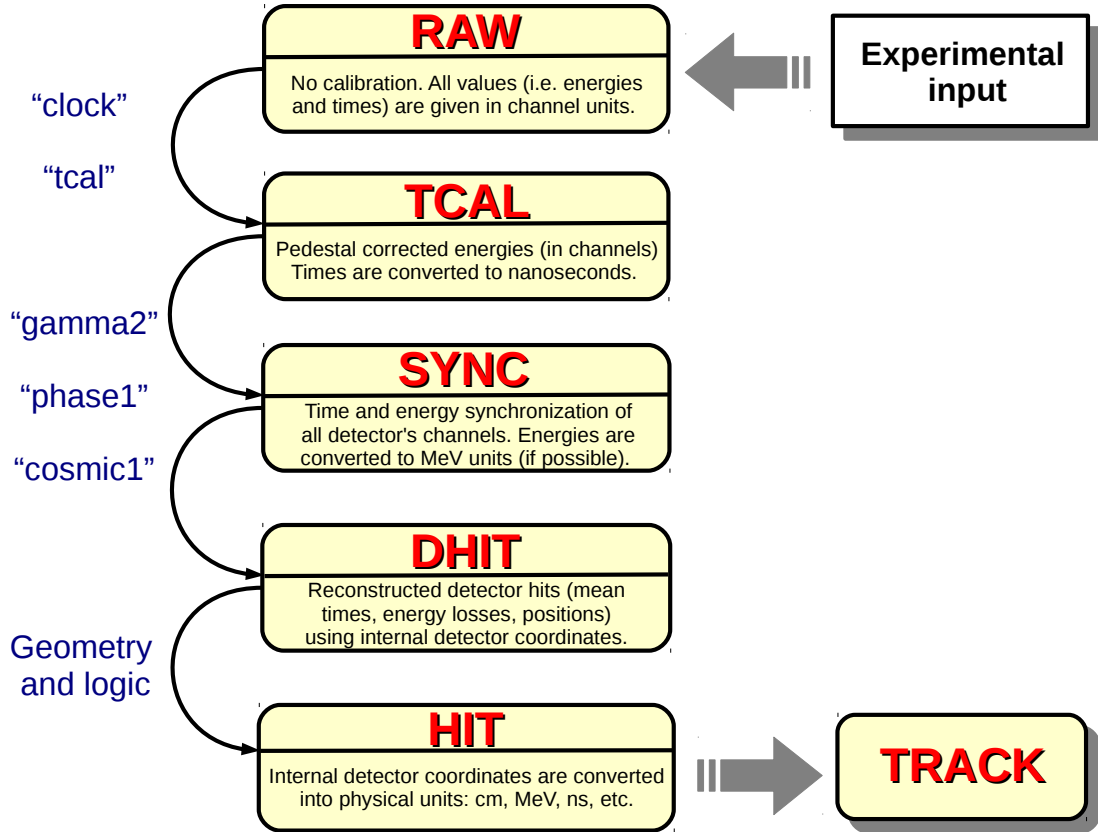 RAW
No calibration. All values (i.e. energies
and times) are given in channel units.
Experimental
input
“clock”
“tcal”
TCAL
Pedestal corrected energies (in channels)
Times are converted to nanoseconds.
“gamma2”
“phase1”
“cosmic1”
SYNC
Time and energy synchronization of
all detector's channels. Energies are
converted to MeV units (if possible).
DHIT
Reconstructed detector hits (mean
times, energy losses, positions)
using internal detector coordinates.
Geometry
and logic
HIT
Internal detector coordinates are converted
into physical units: cm, MeV, ns, etc.
TRACK